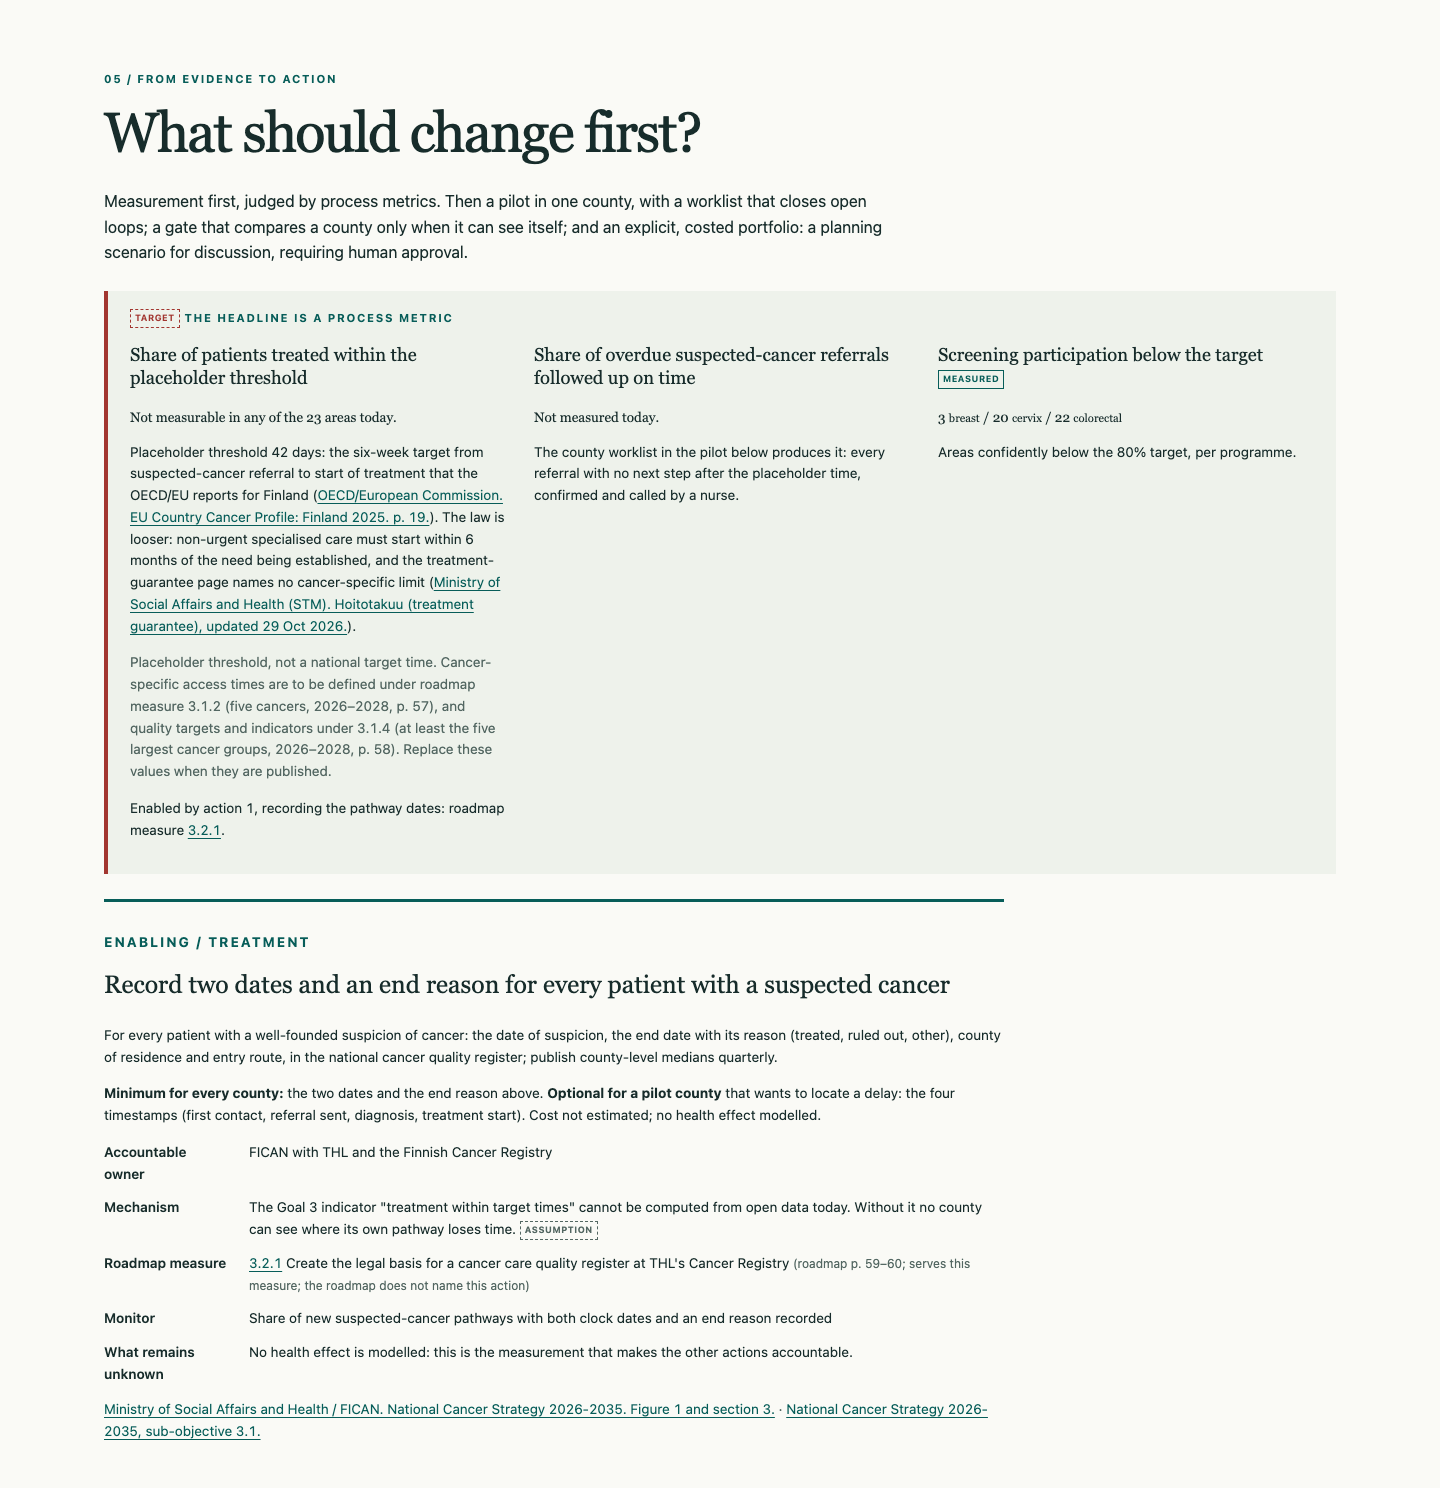 05 / FROM EVIDENCE TO ACTION
What should change first?
Measurement first, judged by process metrics. Then a pilot in one county, with a worklist that closes open
loops; a gate that compares a county only when it can see itself; and an explicit, costed portfolio: a planning
scenario for discussion, requiring human approval.
TARGET THE HEADLINE IS A PROCESS METRIC
Share of patients treated within the
placeholder threshold
Not measurable in any of the 23 areas today.
Placeholder threshold 42 days: the six-week target from
suspected-cancer referral to start of treatment that the
OECD/EU reports for Finland (OECD/European Commission.
EU Country Cancer Profile: Finland 2025. p. 19.). The law is
looser: non-urgent specialised care must start within 6
months of the need being established, and the treatment-
guarantee page names no cancer-specific limit (Ministry of
Social Affairs and Health (STM). Hoitotakuu (treatment
guarantee), updated 29 Oct 2026.).
Placeholder threshold, not a national target time. Cancer-
specific access times are to be defined under roadmap
measure 3.1.2 (five cancers, 2026–2028, p. 57), and
quality targets and indicators under 3.1.4 (at least the five
largest cancer groups, 2026–2028, p. 58). Replace these
values when they are published.
Enabled by action 1, recording the pathway dates: roadmap
measure 3.2.1.
Share of overdue suspected-cancer referrals
followed up on time
Not measured today.
The county worklist in the pilot below produces it: every
referral with no next step after the placeholder time,
confirmed and called by a nurse.
Screening participation below the target
MEASURED
3 breast / 20 cervix / 22 colorectal
Areas confidently below the 80% target, per programme.
ENABLING / TREATMENT
Record two dates and an end reason for every patient with a suspected cancer
For every patient with a well-founded suspicion of cancer: the date of suspicion, the end date with its reason (treated, ruled out, other), county
of residence and entry route, in the national cancer quality register; publish county-level medians quarterly.
Minimum for every county: the two dates and the end reason above. Optional for a pilot county that wants to locate a delay: the four
timestamps (first contact, referral sent, diagnosis, treatment start). Cost not estimated; no health effect modelled.
Accountable
owner
FICAN with THL and the Finnish Cancer Registry
Mechanism
The Goal 3 indicator "treatment within target times" cannot be computed from open data today. Without it no county
can see where its own pathway loses time. ASSUMPTION
Roadmap measure
3.2.1 Create the legal basis for a cancer care quality register at THL's Cancer Registry (roadmap p. 59–60; serves this
measure; the roadmap does not name this action)
Monitor
Share of new suspected-cancer pathways with both clock dates and an end reason recorded
What remains
unknown
No health effect is modelled: this is the measurement that makes the other actions accountable.
Ministry of Social Affairs and Health / FICAN. National Cancer Strategy 2026-2035. Figure 1 and section 3. · National Cancer Strategy 2026-
2035, sub-objective 3.1.